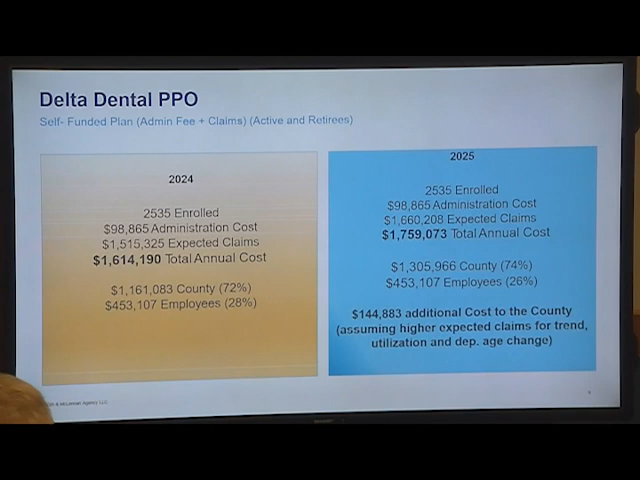 Delta Dental PPO
Self- Funded Plan (Admin Fee + Claims) (Active and Retirees)
2024
2535 Enrolled
$98,865 Administration Cost
$1,515,325 Expected Claims
$1,614,190 Total Annual Cost
$1,161,083 County (72%)
$453,107 Employees (28%)
2025
2535 Enrolled
$98,865 Administration Cost
$1,660,208 Expected Claims
$1,759,073 Total Annual Cost
$1,305,966 County (74%)
$453,107 Employees (26%)
$144,883 additional Cost to the County
(assuming higher expected claims for trend,
utilization and dep. age change)
& McLennan Agency LLC